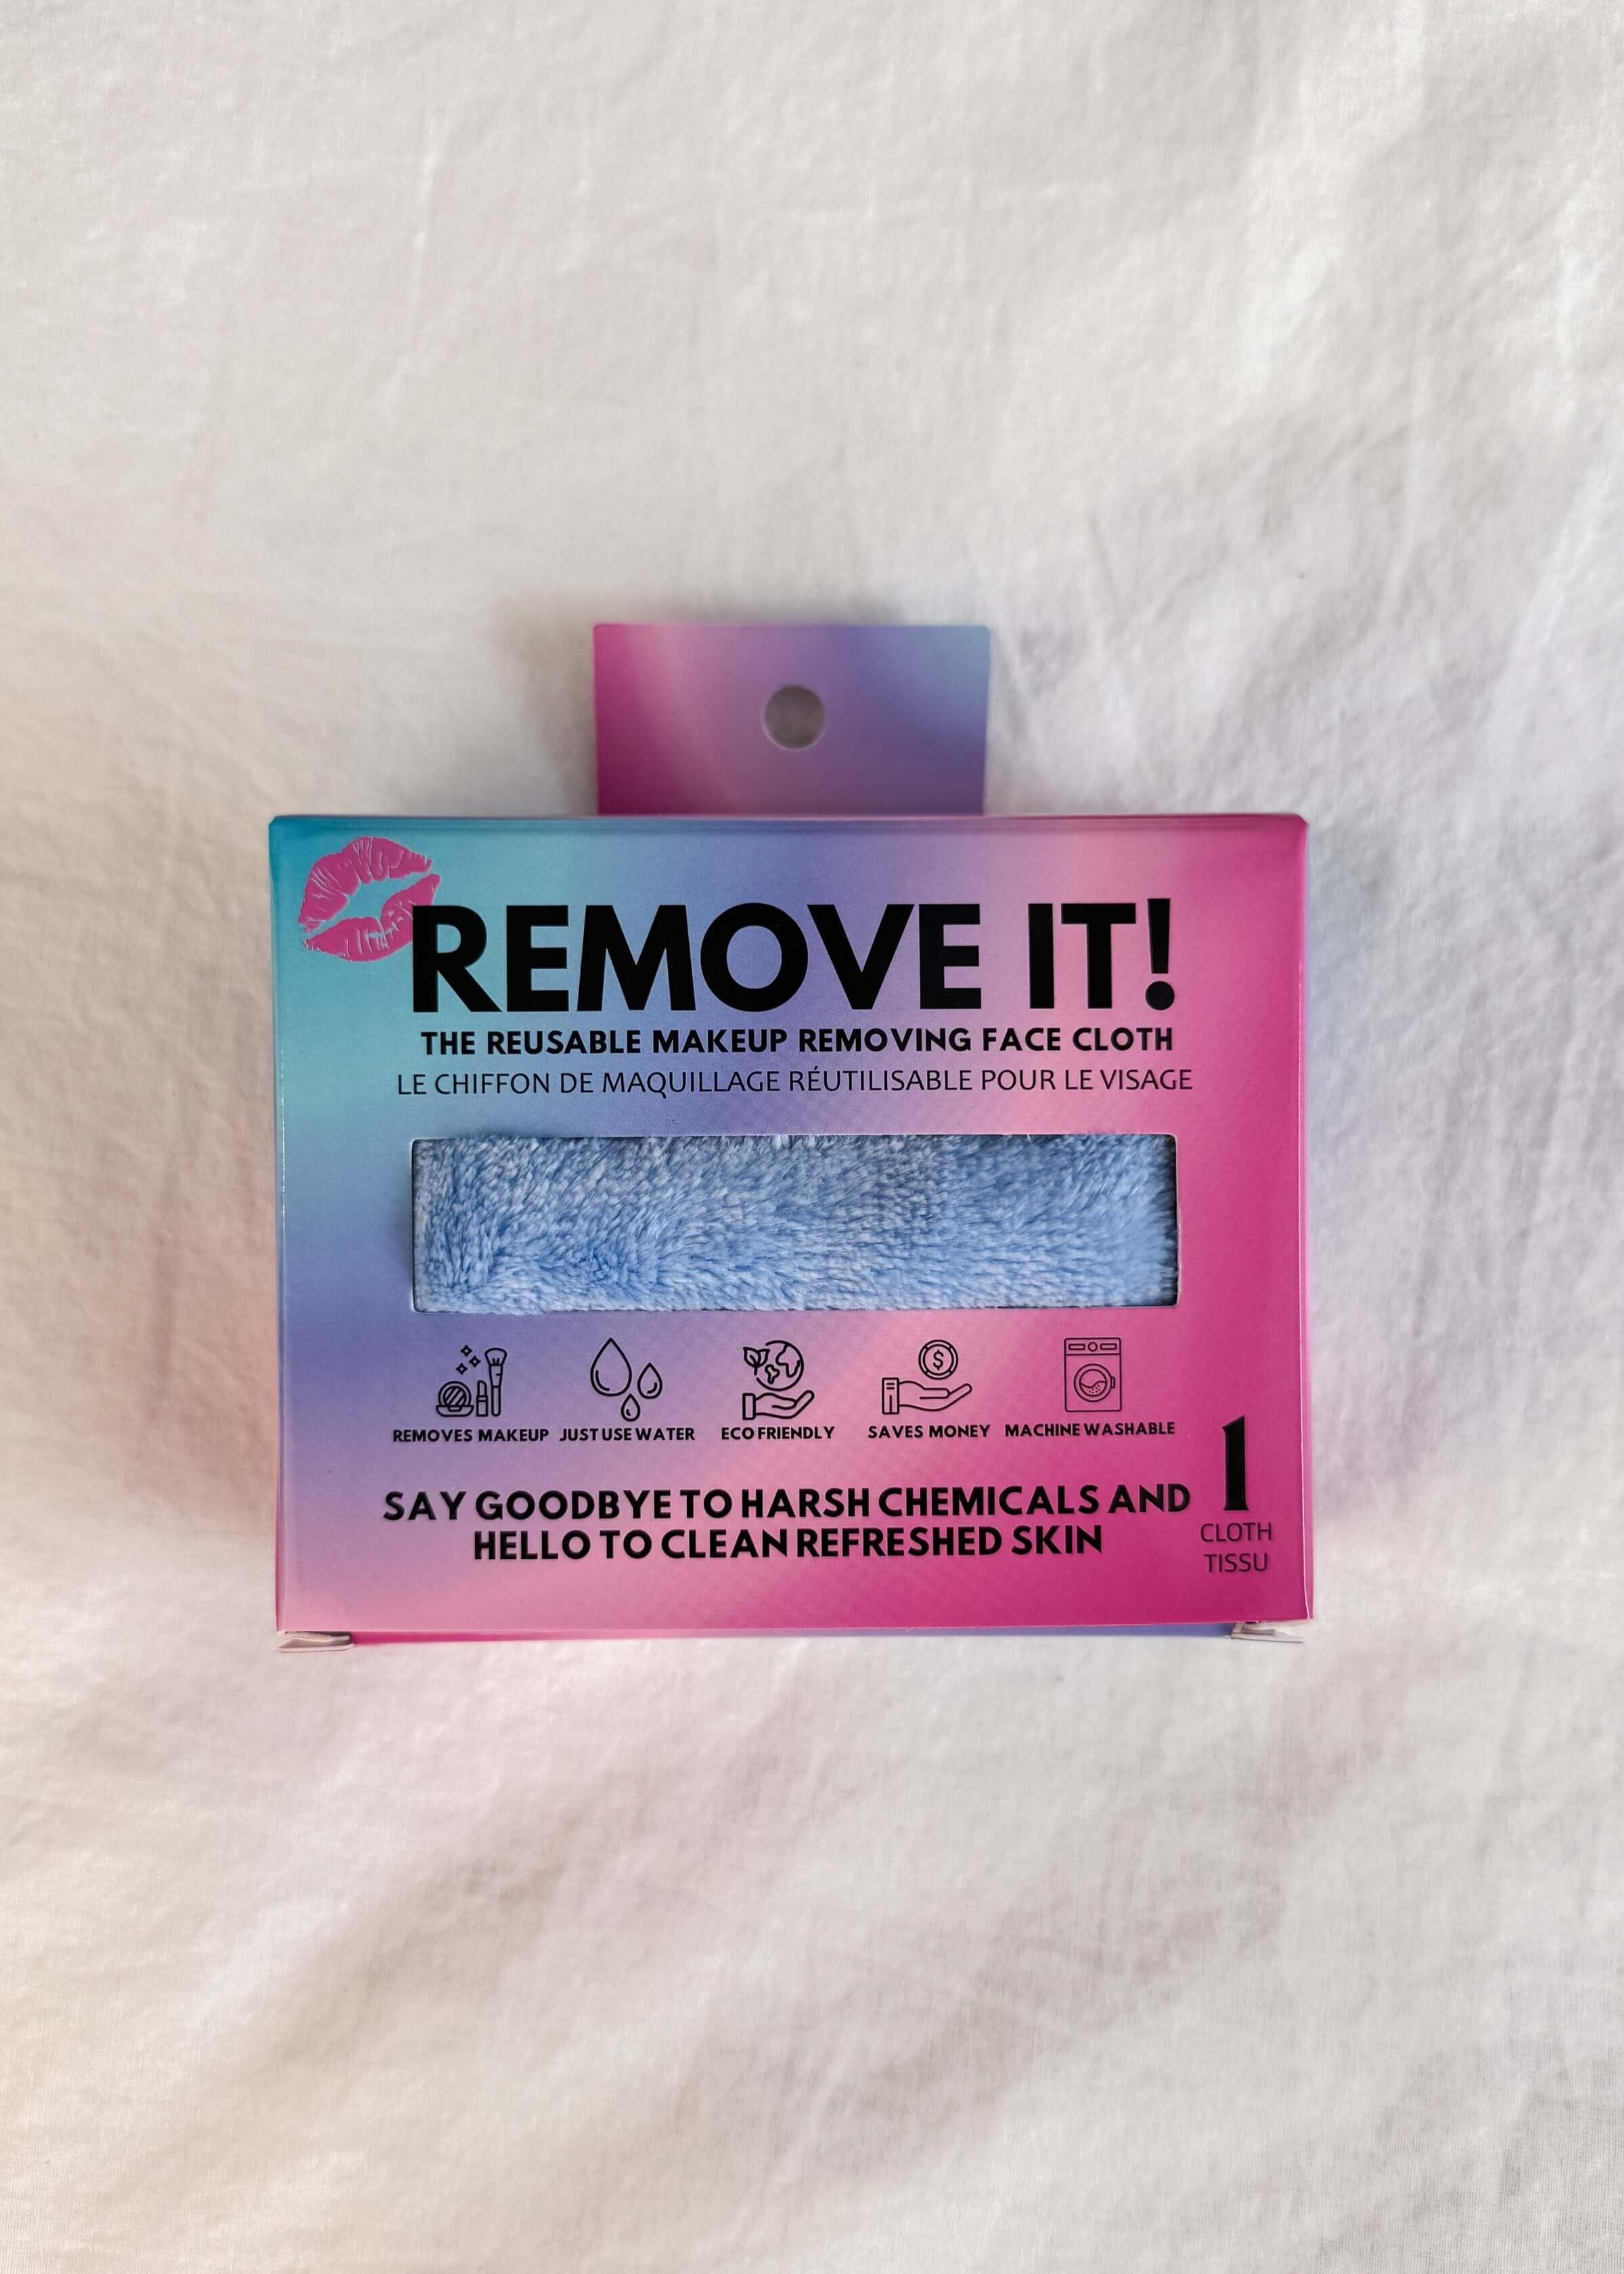 REMOVE IT!
THE REUSABLE MAKEUP REMOVING FACE CLOTH
LE CHIFFON DE MAQUILLAGE RÉUTILISABLE POUR LE VISAGE
$
REMOVES MAKEUP
JUST USE WATER
ECO FRIENDLY
SAVES MONEY
MACHINE WASHABLE
SAY GOODBYE TO HARSH CHEMICALS AND
HELLO TO CLEAN REFRESHED SKIN
1
CLOTH
TISSU